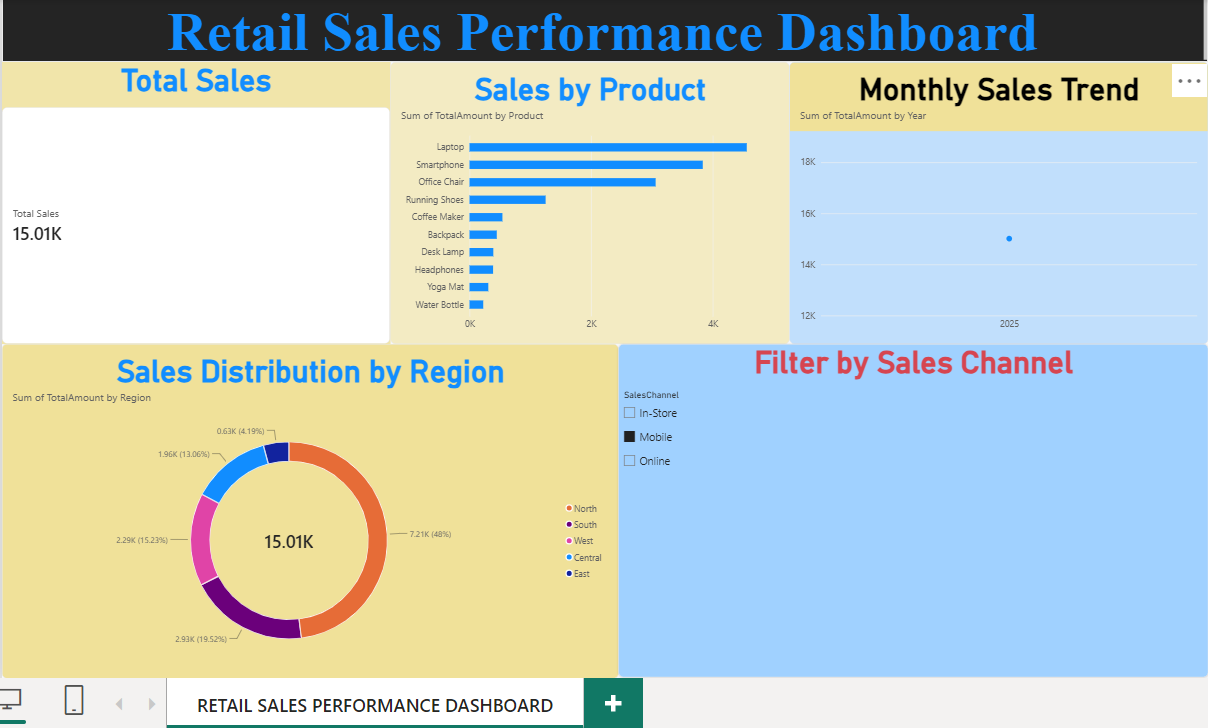 Retail Sales Performance Dashboard
Total Sales
Total Sales
15.01K
Sales by Product
Sum of TotalAmount by Product
Laptop
Smartphone
Office Chair
Running Shoes
Coffee Maker
Backpack
Desk Lamp
Headphones
Yoga Mat
Water Bottle
0K 2K 4K
Monthly Sales Trend
Sum of TotalAmount by Year
18K
16K
14K
12K
2025
Sales Distribution by Region
Sum of TotalAmount by Region
0.63K (4.19%)
1.96K (13.06%)
2.29K (15.23%)
2.93K (19.52%)
7.21K (48%)
15.01K
North
South
West
Central
East
Filter by Sales Channel
SalesChannel
In-Store
Mobile
Online
RETAIL SALES PERFORMANCE DASHBOARD